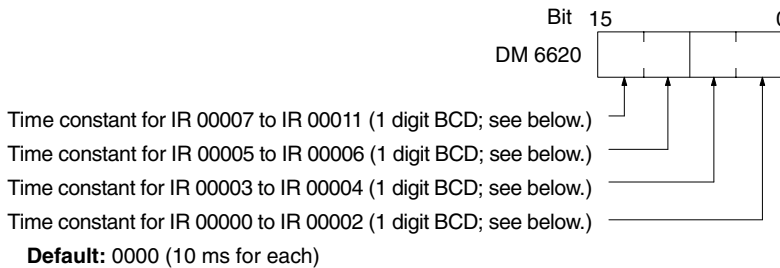 Bit 15 0
DM 6620
Time constant for IR 00007 to IR 00011 (1 digit BCD; see below.)
Time constant for IR 00005 to IR 00006 (1 digit BCD; see below.)
Time constant for IR 00003 to IR 00004 (1 digit BCD; see below.)
Time constant for IR 00000 to IR 00002 (1 digit BCD; see below.)
Default: 0000 (10 ms for each)